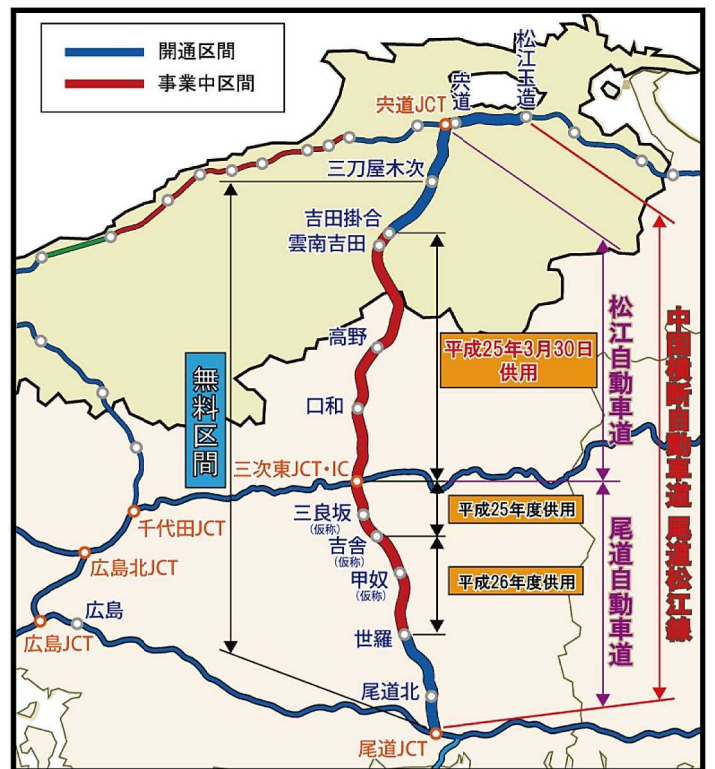 開通区間
事業中区間
松江玉造
宍道
宍道JCT
三刀屋木次
吉田掛合
雲南吉田
高野
口和
三次東JCT・IC
三良坂
(仮称)
吉舎
(仮称)
甲奴
(仮称)
世羅
尾道北
尾道JCT
千代田JCT
広島北JCT
広島
広島JCT
無料区間
平成25年3月30日
供用
平成25年度供用
平成26年度供用
松江自動車道
尾道自動車道
中国横断自動車道 尾道松江線